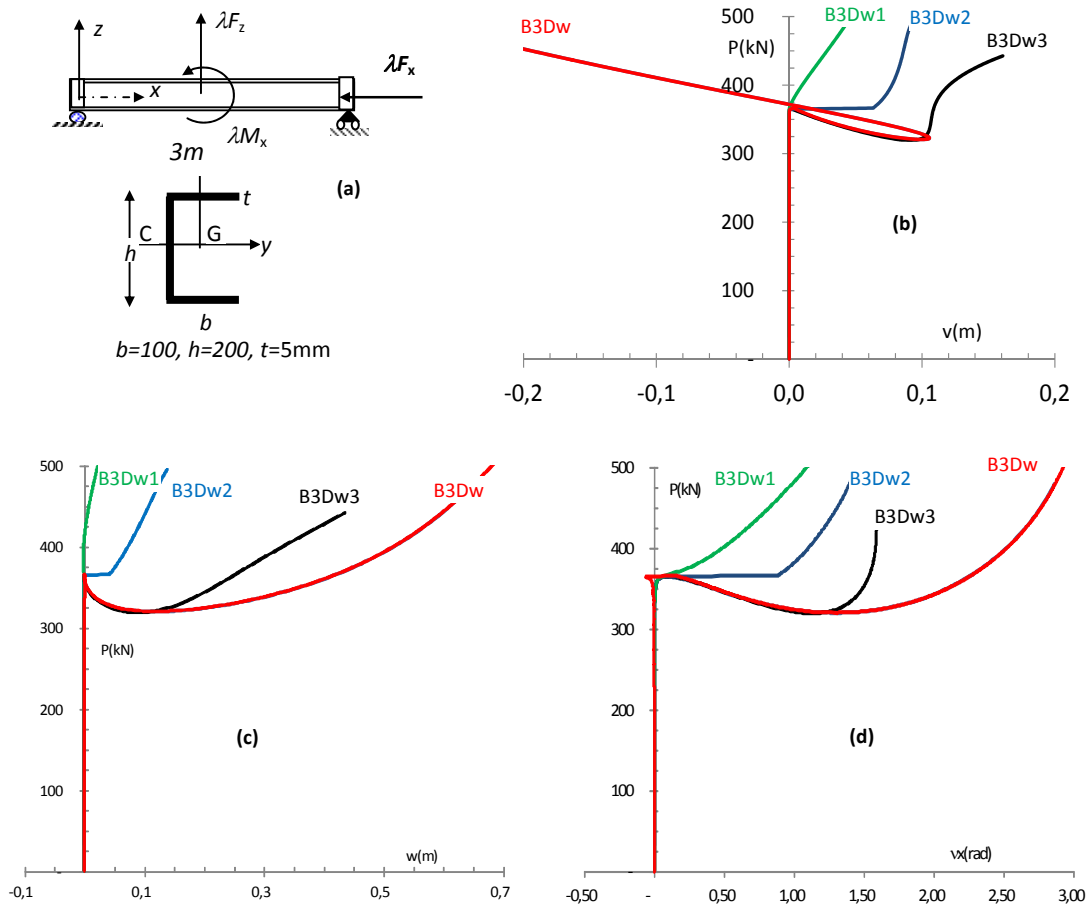 z
λFz
λFx
x
λMx
3m
(a)
t
C
G
h
y
b
b=100, h=200, t=5mm
B3Dw
B3Dw1
B3Dw2
B3Dw3
500
P(kN)
400
300
(b)
200
100
-
v(m)
-0,2
-0,1
0,0
0,1
0,2
500
B3Dw1
B3Dw2
B3Dw3
B3Dw
400
300
P(kN)
200
(c)
100
-
w(m)
-0,1
0,1
0,3
0,5
0,7
500
P(kN)
B3Dw1
B3Dw2
B3Dw
B3Dw3
400
300
200
(d)
100
-
νx(rad)
-0,50
-
0,50
1,00
1,50
2,00
2,50
3,00